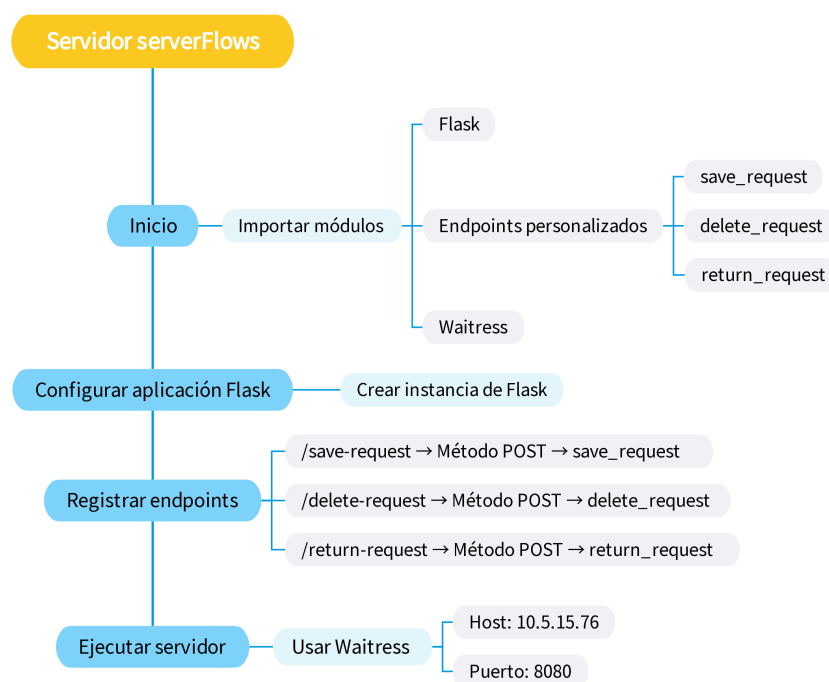 Servidor serverFlows
Inicio
Importar módulos
Flask
Endpoints personalizados
save_request
delete_request
return_request
Waitress
Configurar aplicación Flask
Crear instancia de Flask
Registrar endpoints
/save-request → Método POST → save_request
/delete-request → Método POST → delete_request
/return-request → Método POST → return_request
Ejecutar servidor
Usar Waitress
Host: 10.5.15.76
Puerto: 8080